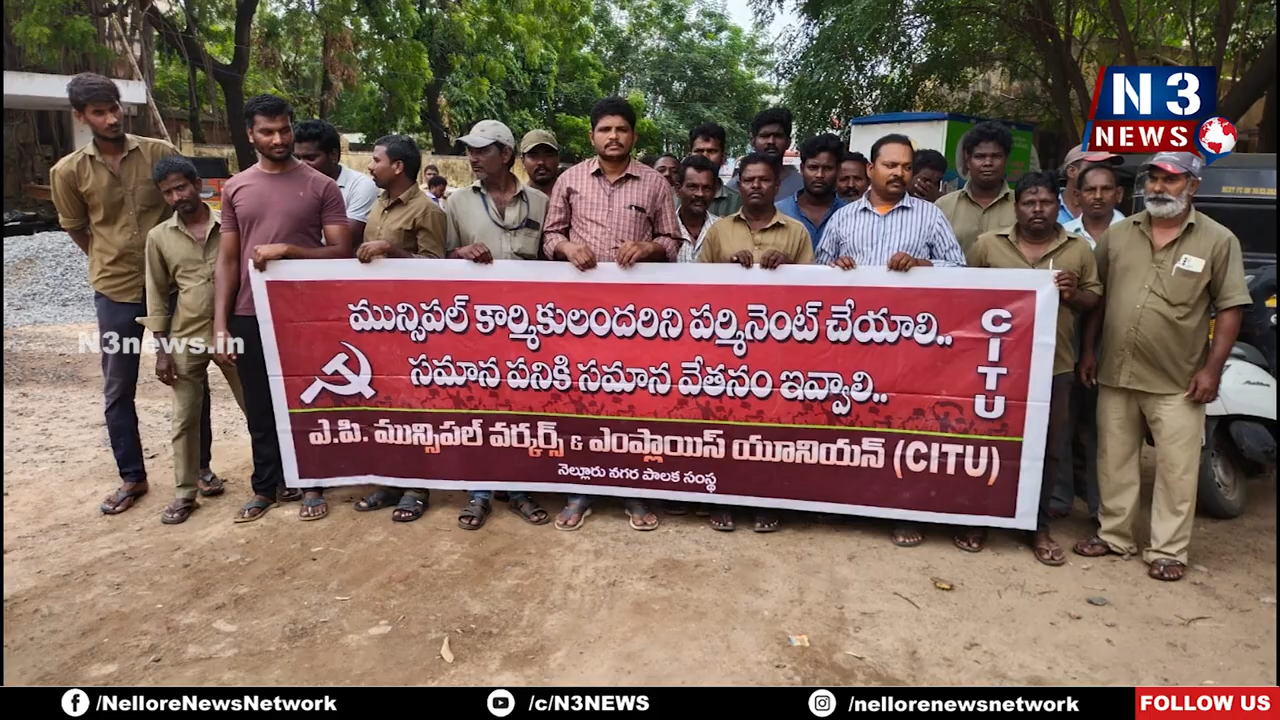 N3
NEWS
మున్సిపల్ కార్మికులందరిని పర్మినెంట్ చేయాలి..
సమాన పనికి సమాన వేతనం ఇవ్వాలి..
CITU
ఎ.పి. మున్సిపల్ వర్కర్స్ & ఎంప్లాయిస్ యూనియన్ (CITU)
నెల్లూరు నగర పాలక సంస్థ
N3news.in
/NelloreNewsNetwork
/c/N3NEWS
/nellorenewsnetwork
FOLLOW US